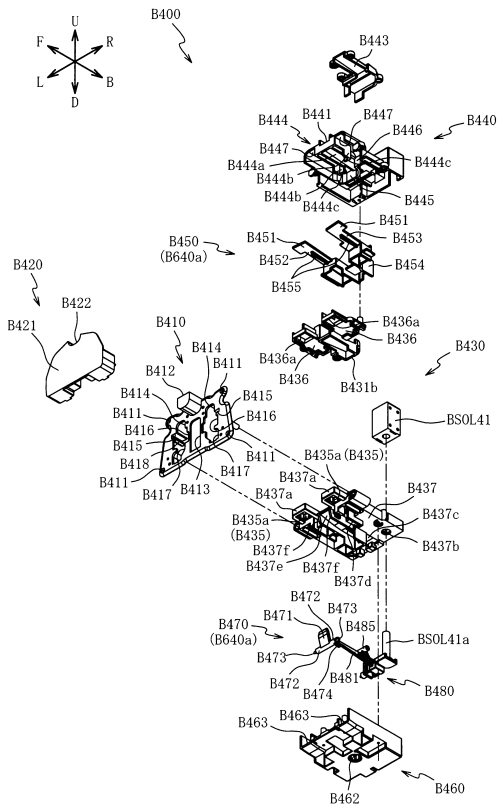 B400
U
F
R
L
B
D
B443
B444
B441
B447
B446
B440
B447
B444a
B444c
B444b
B444b
B445
B444c
B451
B450
(B640a)
B451
B453
B452
B454
B455
B420
B422
B421
B410
B436a
B436
B436a
B436
B431b
B430
B412
B414
B411
B414
B415
B411
B416
B416
B415
B418
B411
B417
B413
B417
B411
BSOL41
B435a(B435)
B437a
B437
B437a
B437c
B435a
(B435)
B437f
B437b
B437e
B437f
B437d
B472
B471
B473
B470
(B640a)
B485
BSOL41a
B473
B472
B474
B481
B480
B463
B463
B462
B460